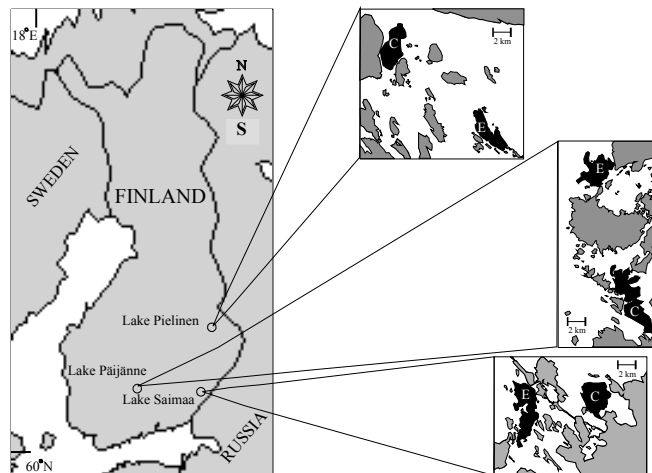 18°E
N
S
SWEDEN
FINLAND
Lake Pielinen
Lake Päijänne
Lake Saimaa
RUSSIA
60°N
C
2 km
E
E
2 km
C
2 km
E
C